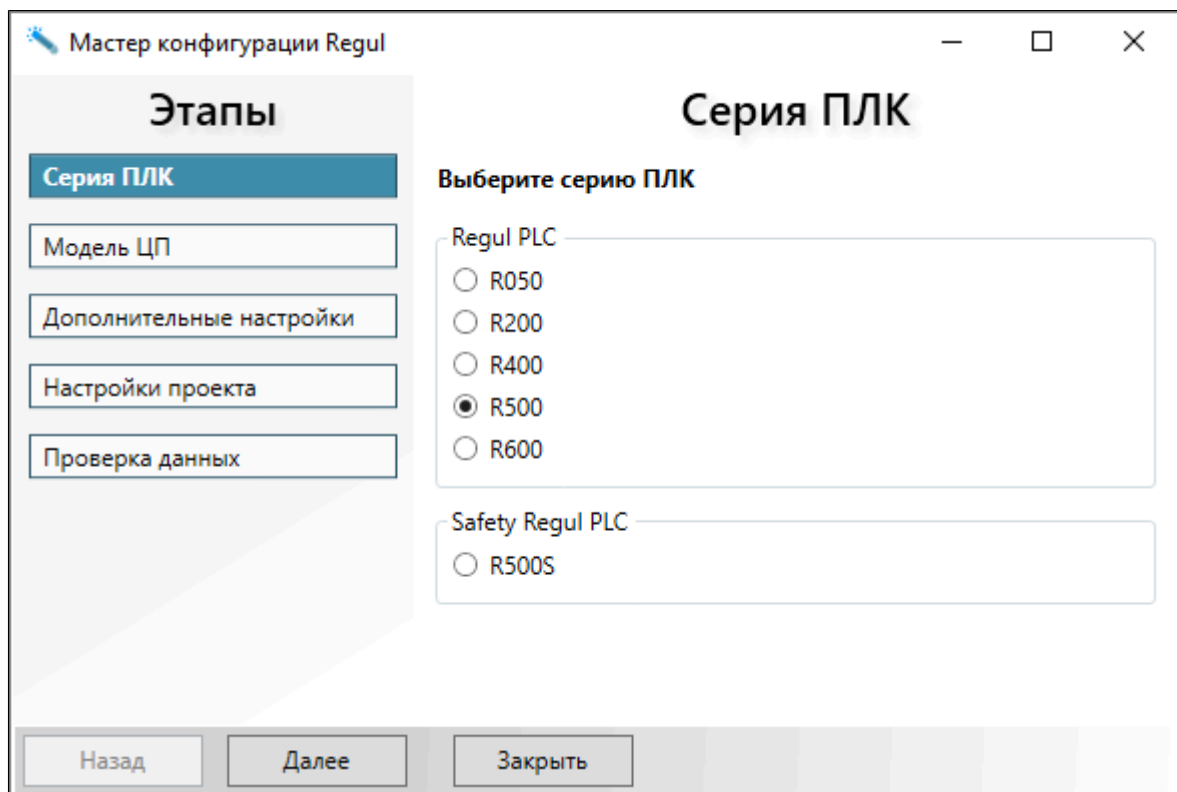 Мастер конфигурации Regul
Этапы
Серия ПЛК
Модель ЦП
Дополнительные настройки
Настройки проекта
Проверка данных
Серия ПЛК
Выберите серию ПЛК
Regul PLC
R050
R200
R400
R500
R600
Safety Regul PLC
R500S
Назад
Далее
Закрыть